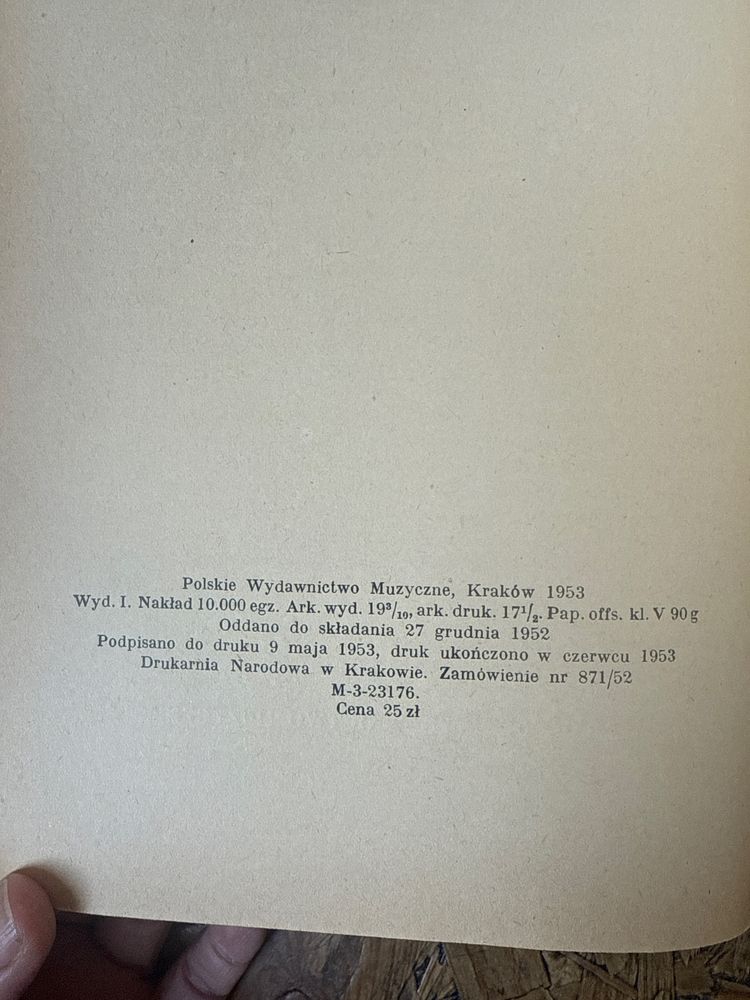 Polskie Wydawnictwo Muzyczne, Kraków 1953
Wyd. I. Nakład 10.000 egz. Ark. wyd. 19³/₁₀, ark. druk. 17¹/₂. Pap. offs. kl. V 90 g
Oddano do składania 27 grudnia 1952
Podpisano do druku 9 maja 1953, druk ukończono w czerwcu 1953
Drukarnia Narodowa w Krakowie. Zamówienie nr 871/52
M-3-23176.
Cena 25 zł